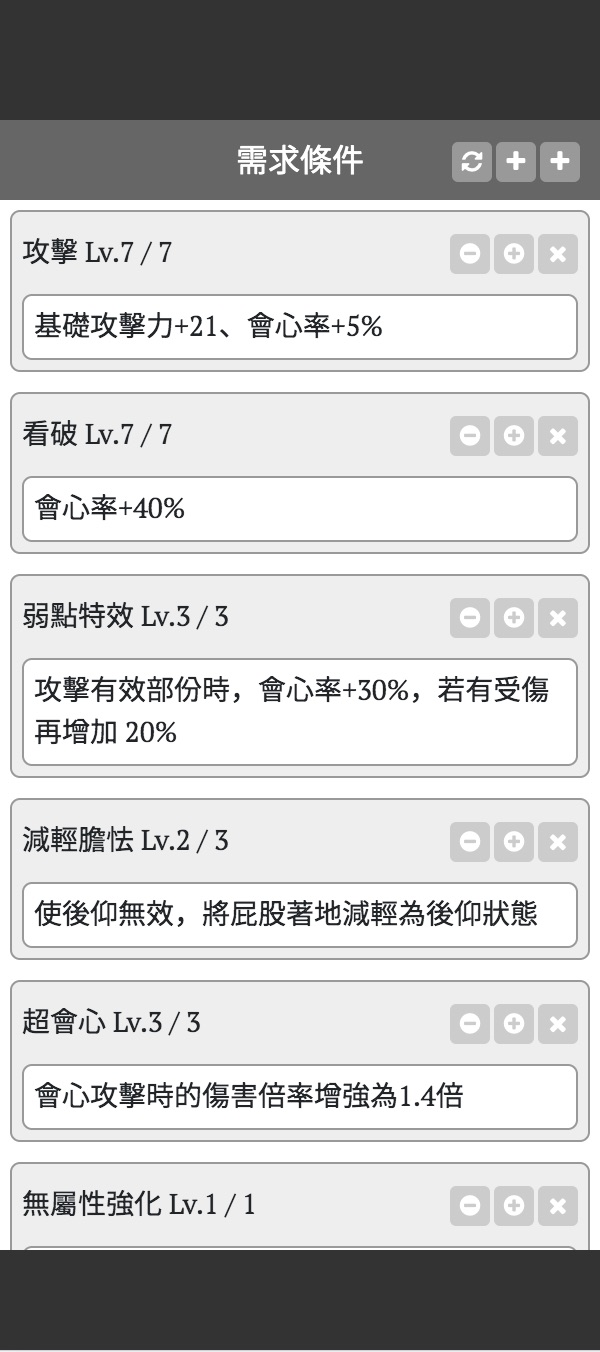 需求條件
攻擊 Lv.7 / 7
基礎攻擊力+21、會心率+5%
看破 Lv.7 / 7
會心率+40%
弱點特效 Lv.3 / 3
攻擊有效部份時，會心率+30%，若有受傷
再增加 20%
減輕膽怯 Lv.2 / 3
使後仰無效，將屁股著地減輕為後仰狀態
超會心 Lv.3 / 3
會心攻擊時的傷害倍率增強為1.4倍
無屬性強化 Lv.1 / 1